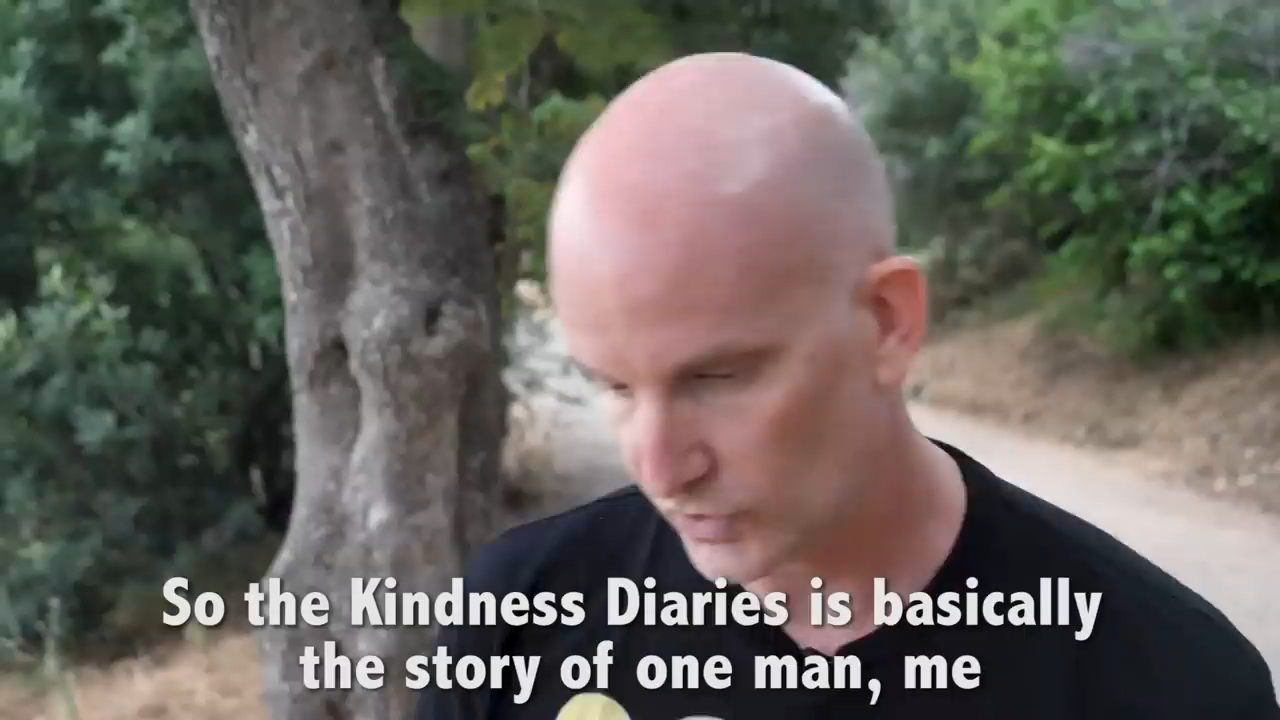 So the Kindness Diaries is basically
the story of one man, me